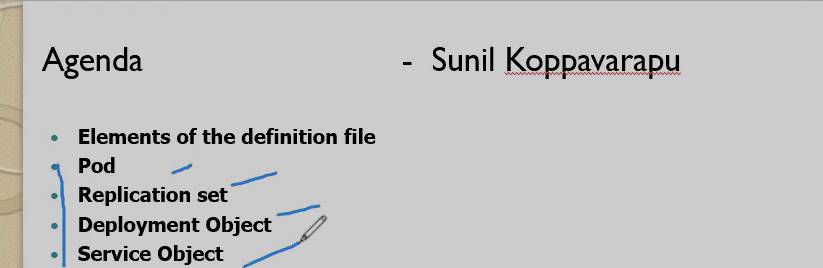 Agenda - Sunil Koppavarapu
• Elements of the definition file
• Pod
• Replication set
• Deployment Object
• Service Object